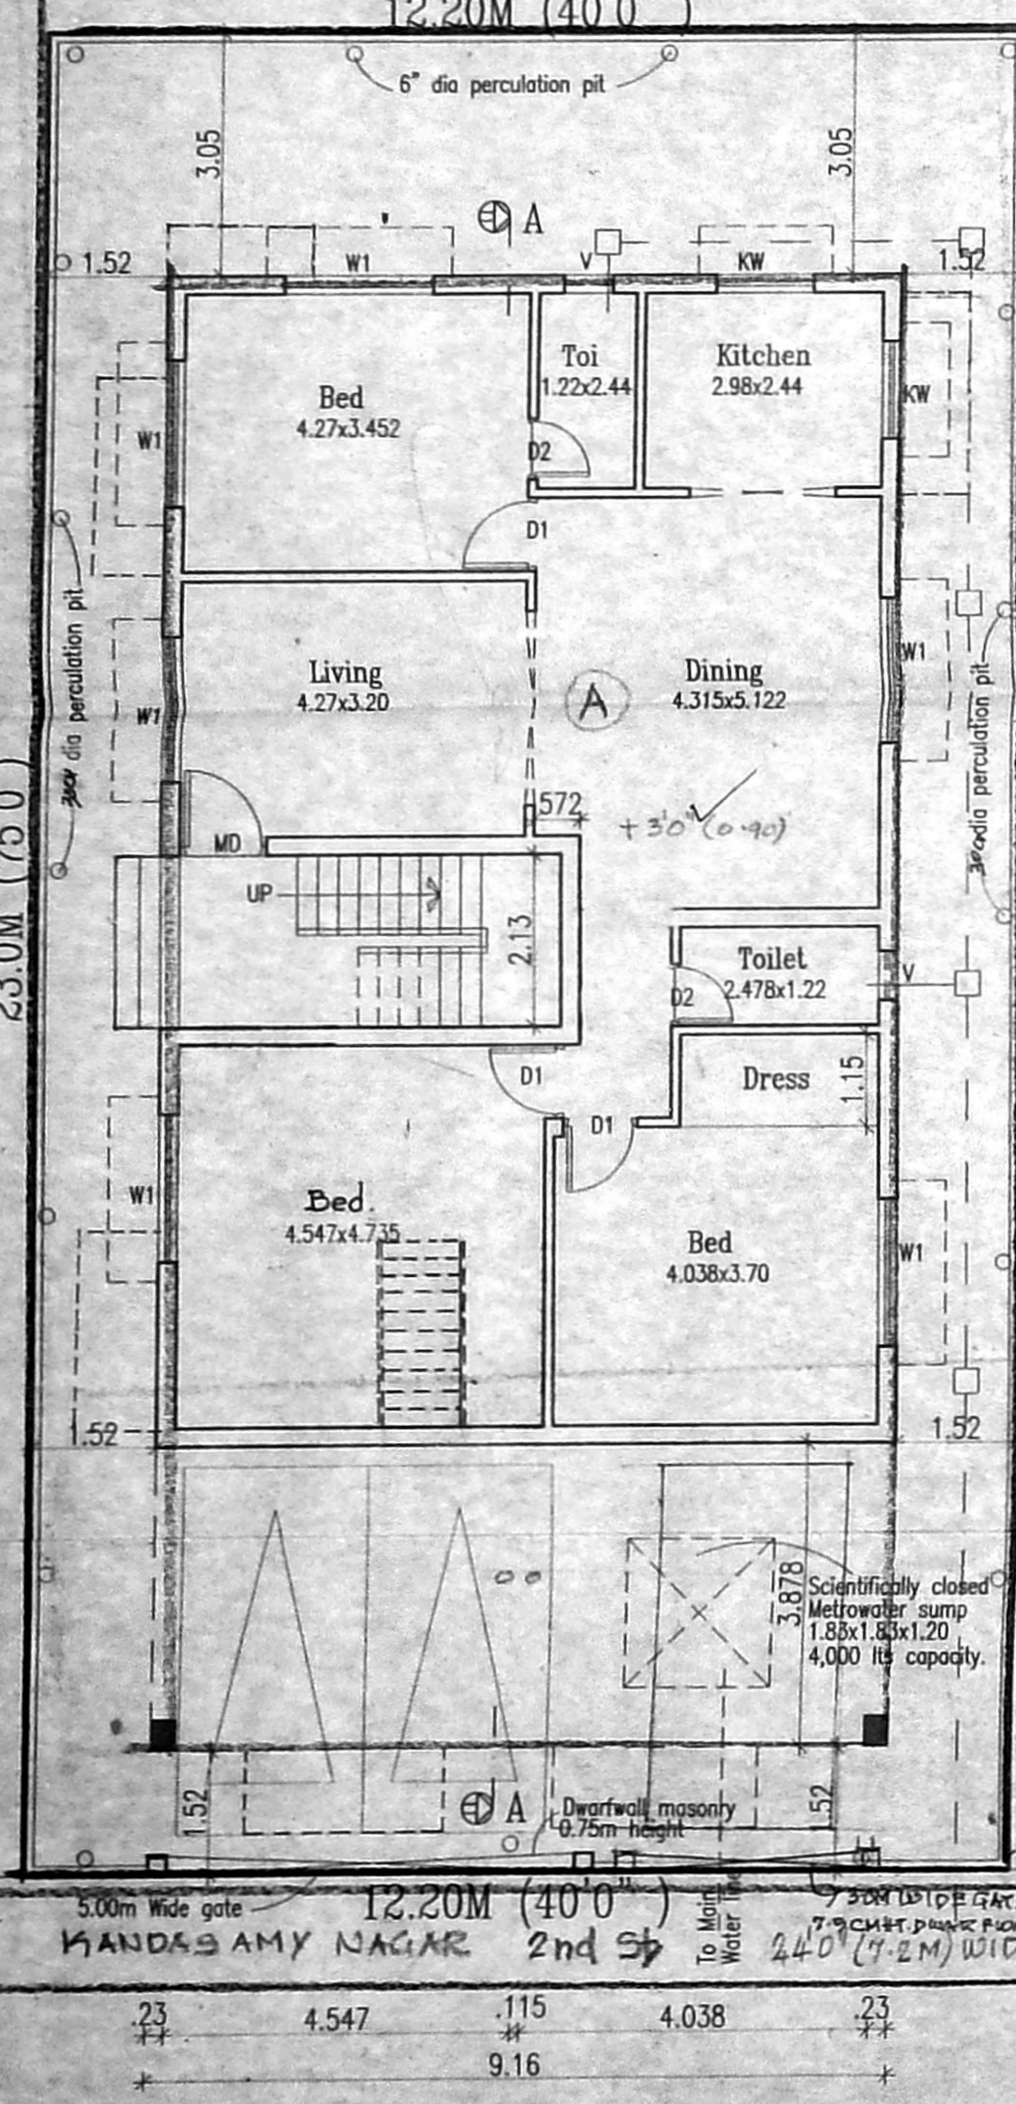 12.20M (40'0")
6" dia perculation pit
3.05
3.05
A
1.52
W1
V
KW
1.52
Bed
4.27x3.452
Toi
1.22x2.44
Kitchen
2.98x2.44
KW
W1
D2
D1
dia perculation pit
Living
4.27x3.20
Dining
4.315x5.122
A
W1
W1
dia perculation pit
23.0M (75'0")
572
+3'0" (0.90)
MD
UP
2.13
Toilet
2.478x1.22
V
D2
D1
Dress
1.15
D1
W1
Bed.
4.547x4.735
Bed
4.038x3.70
W1
1.52
1.52
3.878
Scientifically closed
Metrowater sump
1.83x1.83x1.20
4,000 lts capacity.
1.52
A
Dwarfwall masonry
0.75m height
1.52
5.00m Wide gate
12.20M (40'0")
To Main
Water line
KANDASAMY NAGAR 2nd St
24'0" (7.2M) WID
.23
4.547
.115
4.038
.23
9.16